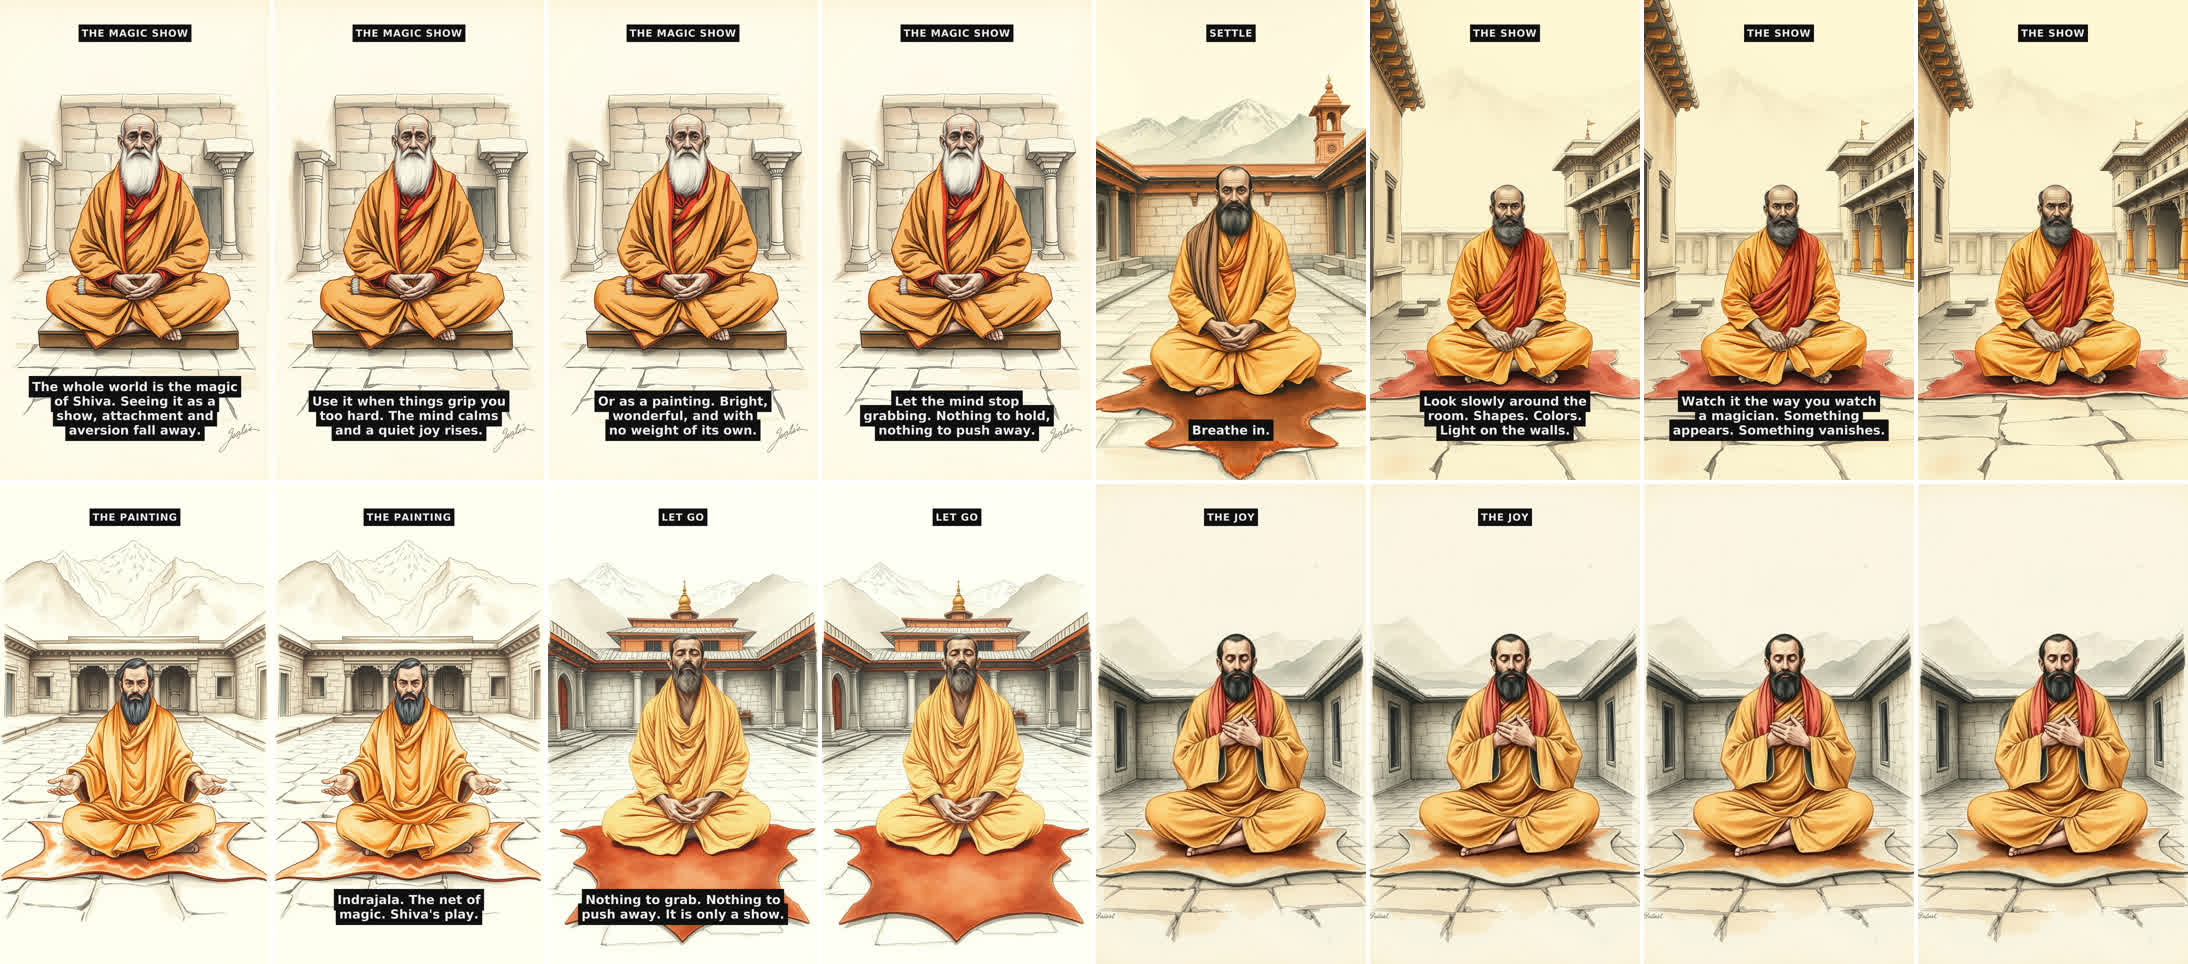 THE MAGIC SHOW
The whole world is the magic
of Shiva. Seeing it as a
show, attachment and
aversion fall away.
THE MAGIC SHOW
Use it when things grip you
too hard. The mind calms
and a quiet joy rises.
THE MAGIC SHOW
Or as a painting. Bright,
wonderful, and with
no weight of its own.
THE MAGIC SHOW
Let the mind stop
grabbing. Nothing to hold,
nothing to push away.
SETTLE
Breathe in.
THE SHOW
Look slowly around the
room. Shapes. Colors.
Light on the walls.
THE SHOW
Watch it the way you watch
a magician. Something
appears. Something vanishes.
THE SHOW
THE PAINTING
THE PAINTING
Indrajala. The net of
magic. Shiva's play.
LET GO
Nothing to grab. Nothing to
push away. It is only a show.
LET GO
THE JOY
THE JOY